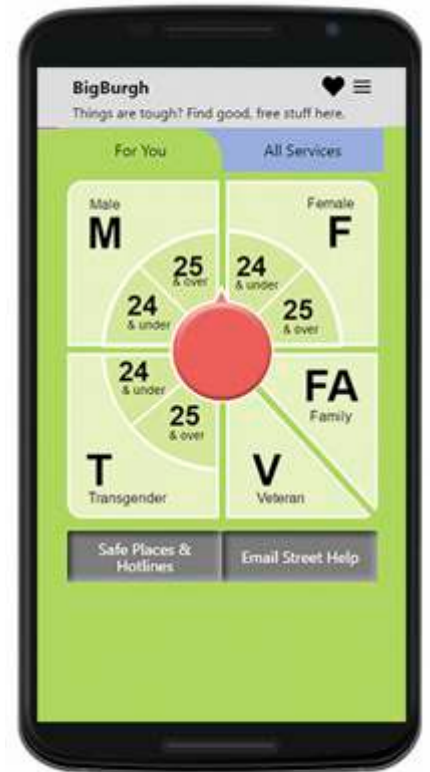 BigBurgh
Things are tough? Find good, free stuff here.
For You
All Services
Male
M
25
& over
24
& under
Female
F
24
& under
25
& over
24
& under
25
& over
T
Transgender
FA
Family
V
Veteran
Safe Places &
Hotlines
Email Street Help